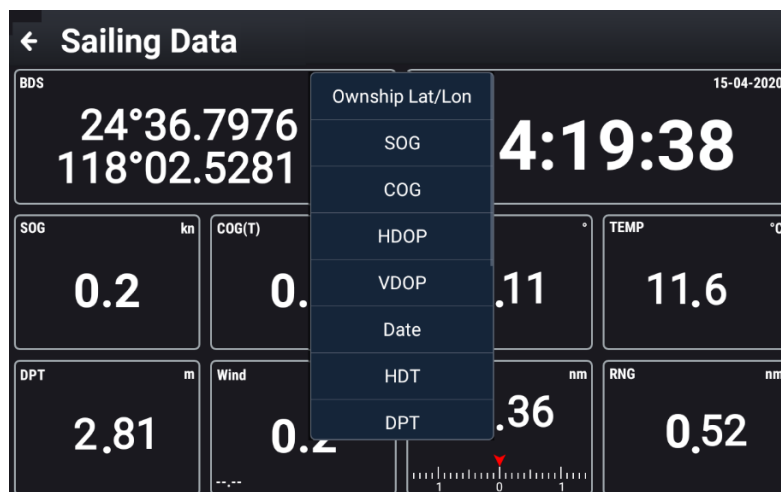 Sailing Data
BDS
24°36.7976
118°02.5281
15-04-2020
4:19:38
Ownship Lat/Lon
SOG
COG
HDOP
VDOP
Date
HDT
DPT
SOG kn
0.2
COG(T)
0.
°
.11
TEMP °C
11.6
DPT m
2.81
Wind
0.2
--.--
nm
.36
1 0 1
RNG nm
0.52